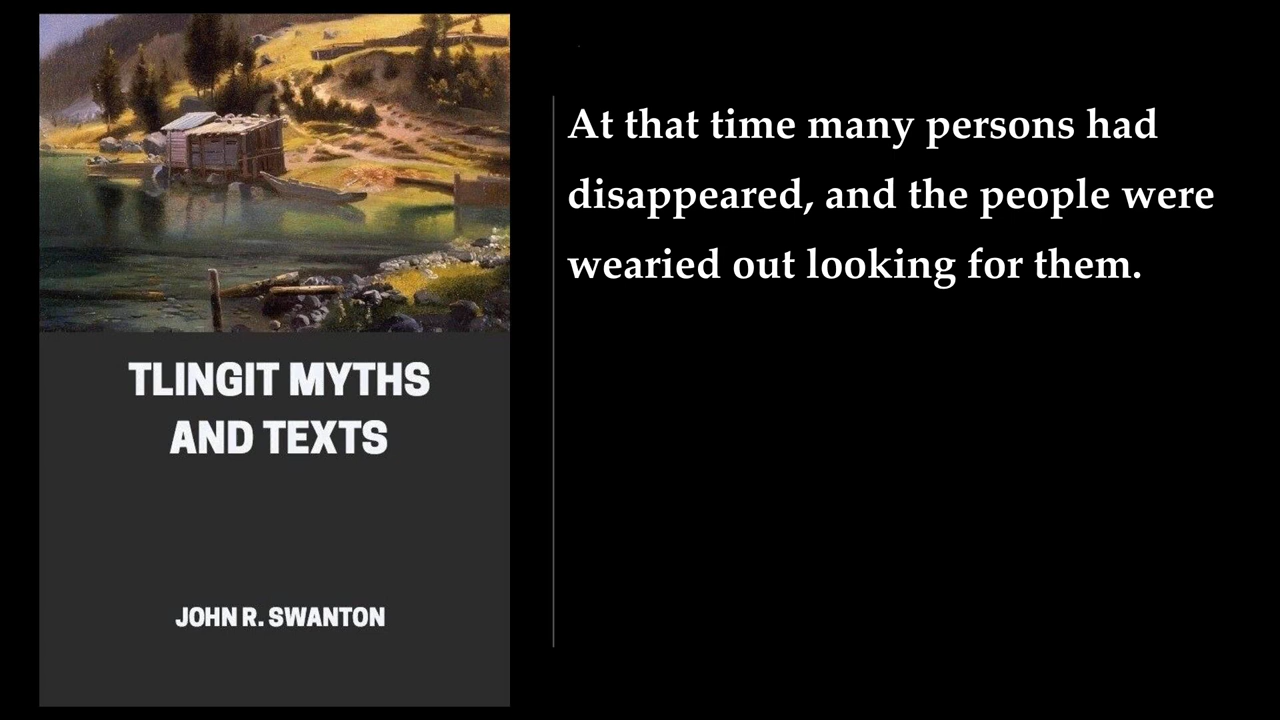 TLINGIT MYTHS
AND TEXTS
JOHN R. SWANTON
At that time many persons had
disappeared, and the people were
wearied out looking for them.